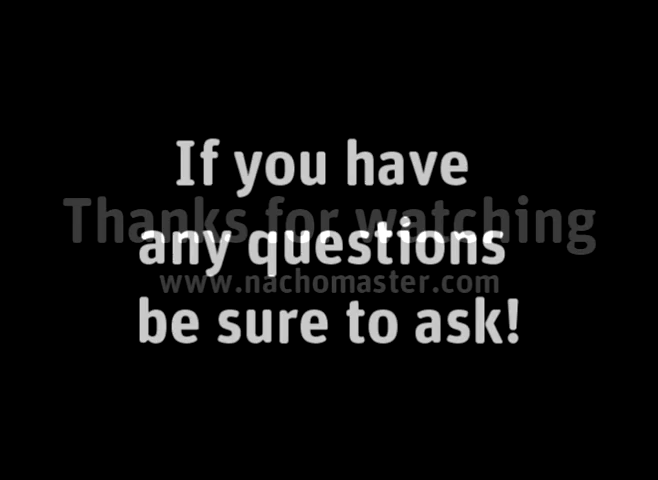 If you have
Thanks for watching
any questions
www.nachomaster.com
be sure to ask!